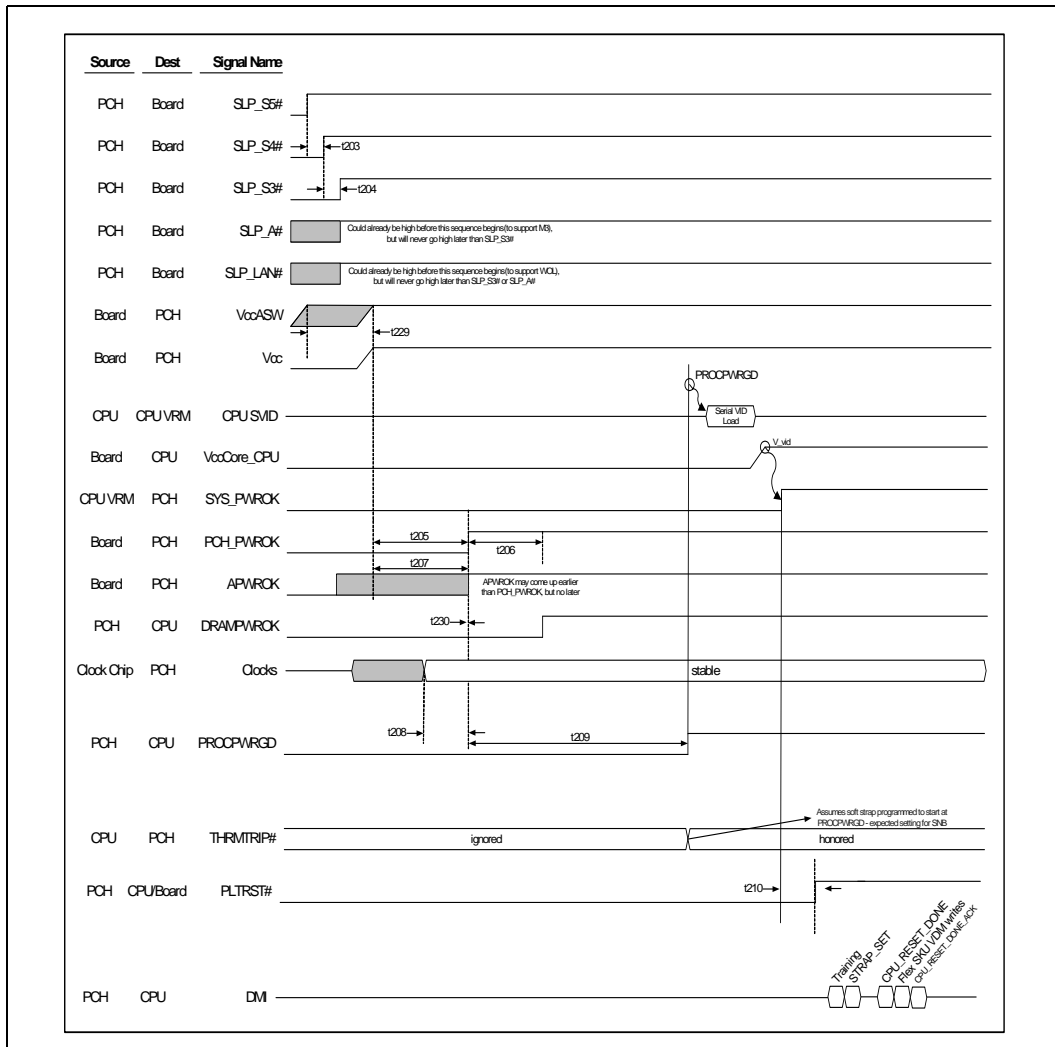 Source Dest Signal Name
PCH Board SLP_S5#
PCH Board SLP_S4#
t203
PCH Board SLP_S3#
t204
PCH Board SLP_A#
Could already be high before this sequence begins (to support M3),
but will never go high later than SLP_S3#
PCH Board SLP_LAN#
Could already be high before this sequence begins (to support WOL),
but will never go high later than SLP_S3# or SLP_A#
Board PCH VccASW
t229
Board PCH Vcc
PROCPWRGD
CPU CPU VRM CPU SVID
Serial VID
Load
Board CPU VccCore_CPU
V_vid
CPU VRM PCH SYS_PWROK
Board PCH PCH_PWROK
t205
t206
t207
Board PCH APWROK
APWROK may come up earlier
than PCH_PWROK, but no later
PCH CPU DRAMPWROK
t230
Clock Chip PCH Clocks
stable
t208
t209
PCH CPU PROCPWRGD
Assumes soft strap programmed to start at
PROCPWRGD - expected setting for SNB
CPU PCH THRMTRIP#
ignored
honored
PCH CPU/Board PLTRST#
t210
Training
STRAP_SET
CPU_RESET_DONE
Flex SKU VDM writes
CPU_RESET_DONE_ACK
PCH CPU DMI